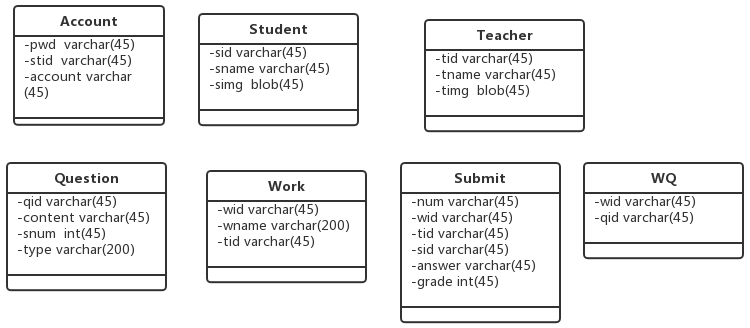 Account
-pwd  varchar(45)
-stid  varchar(45)
-account varchar
(45)
Student
-sid varchar(45)
-sname varchar(45)
-simg  blob(45)
Teacher
-tid varchar(45)
-tname varchar(45)
-timg  blob(45)
Question
-qid varchar(45)
-content varchar(45)
-snum  int(45)
-type varchar(200)
Work
-wid varchar(45)
-wname varchar(200)
-tid varchar(45)
Submit
-num varchar(45)
-wid varchar(45)
-tid varchar(45)
-sid varchar(45)
-answer varchar(45)
-grade int(45)
WQ
-wid varchar(45)
-qid varchar(45)